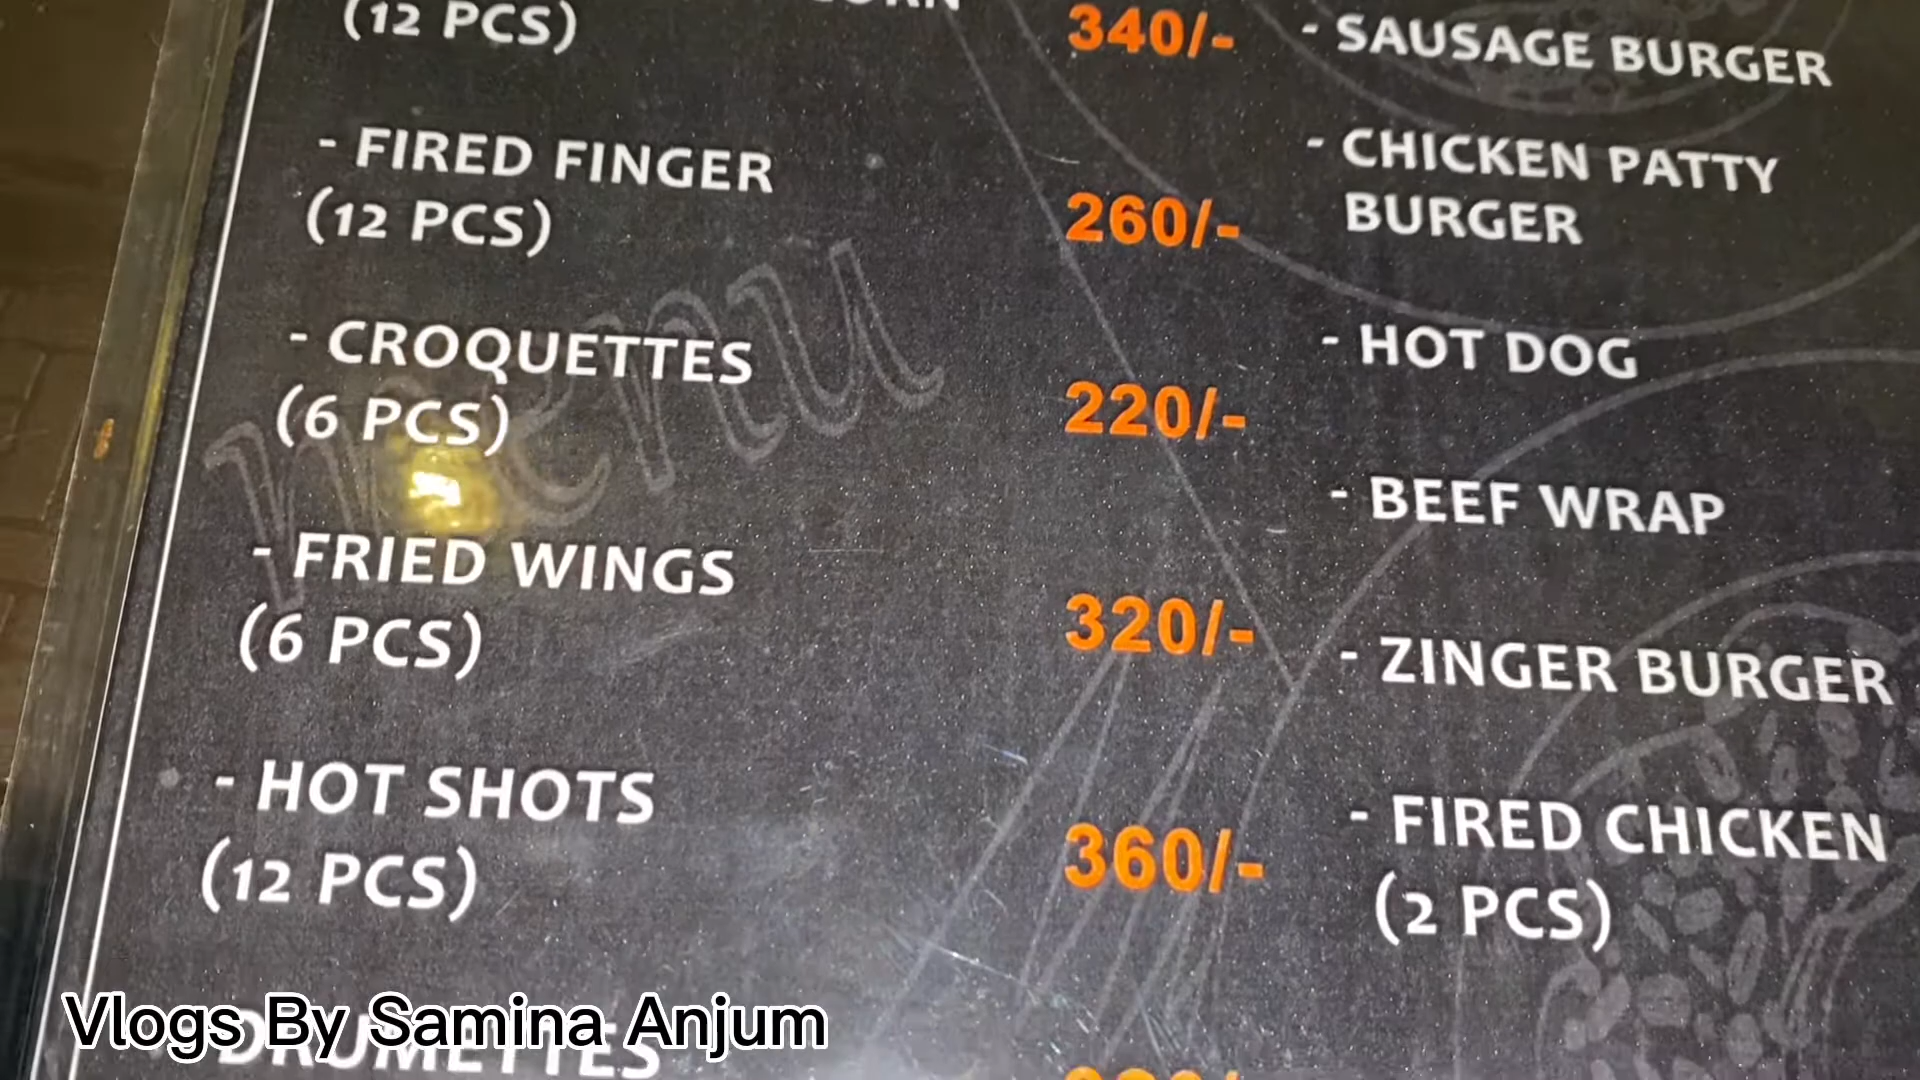 (12 PCS)
340/-
- FIRED FINGER
(12 PCS)
260/-
- CROQUETTES
(6 PCS)
220/-
- FRIED WINGS
(6 PCS)
320/-
- HOT SHOTS
(12 PCS)
360/-
DRUMETTES
- SAUSAGE BURGER
- CHICKEN PATTY
BURGER
- HOT DOG
- BEEF WRAP
- ZINGER BURGER
- FIRED CHICKEN
(2 PCS)
menu
Vlogs By Samina Anjum